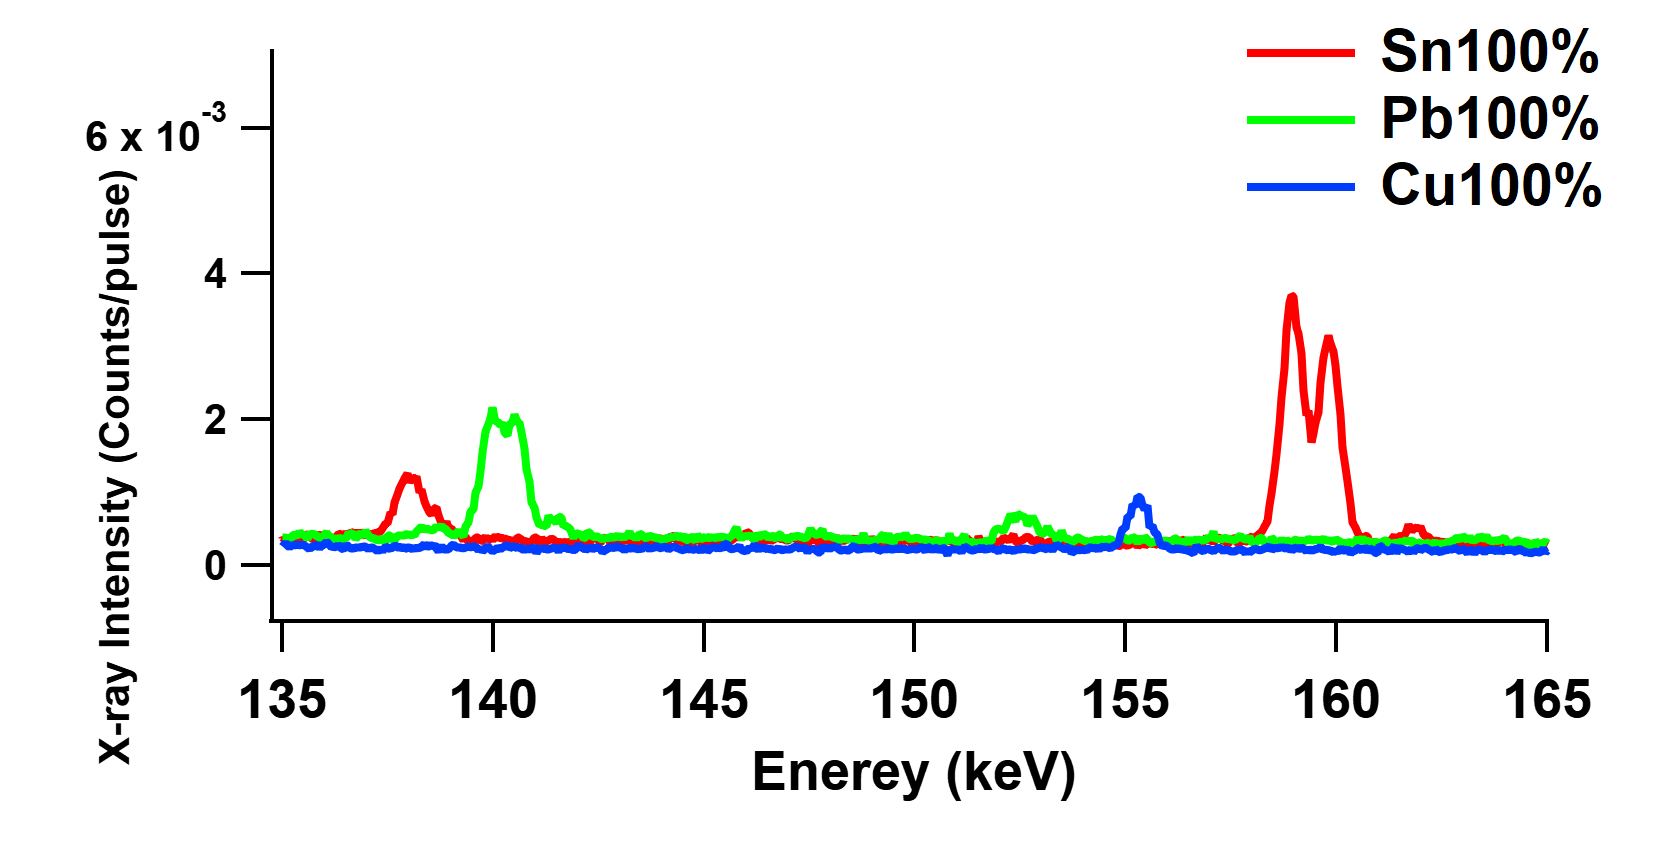 Sn100%
Pb100%
Cu100%
6 x 10-3
4
2
0
X-ray Intensity (Counts/pulse)
135 140 145 150 155 160 165
Enerey (keV)